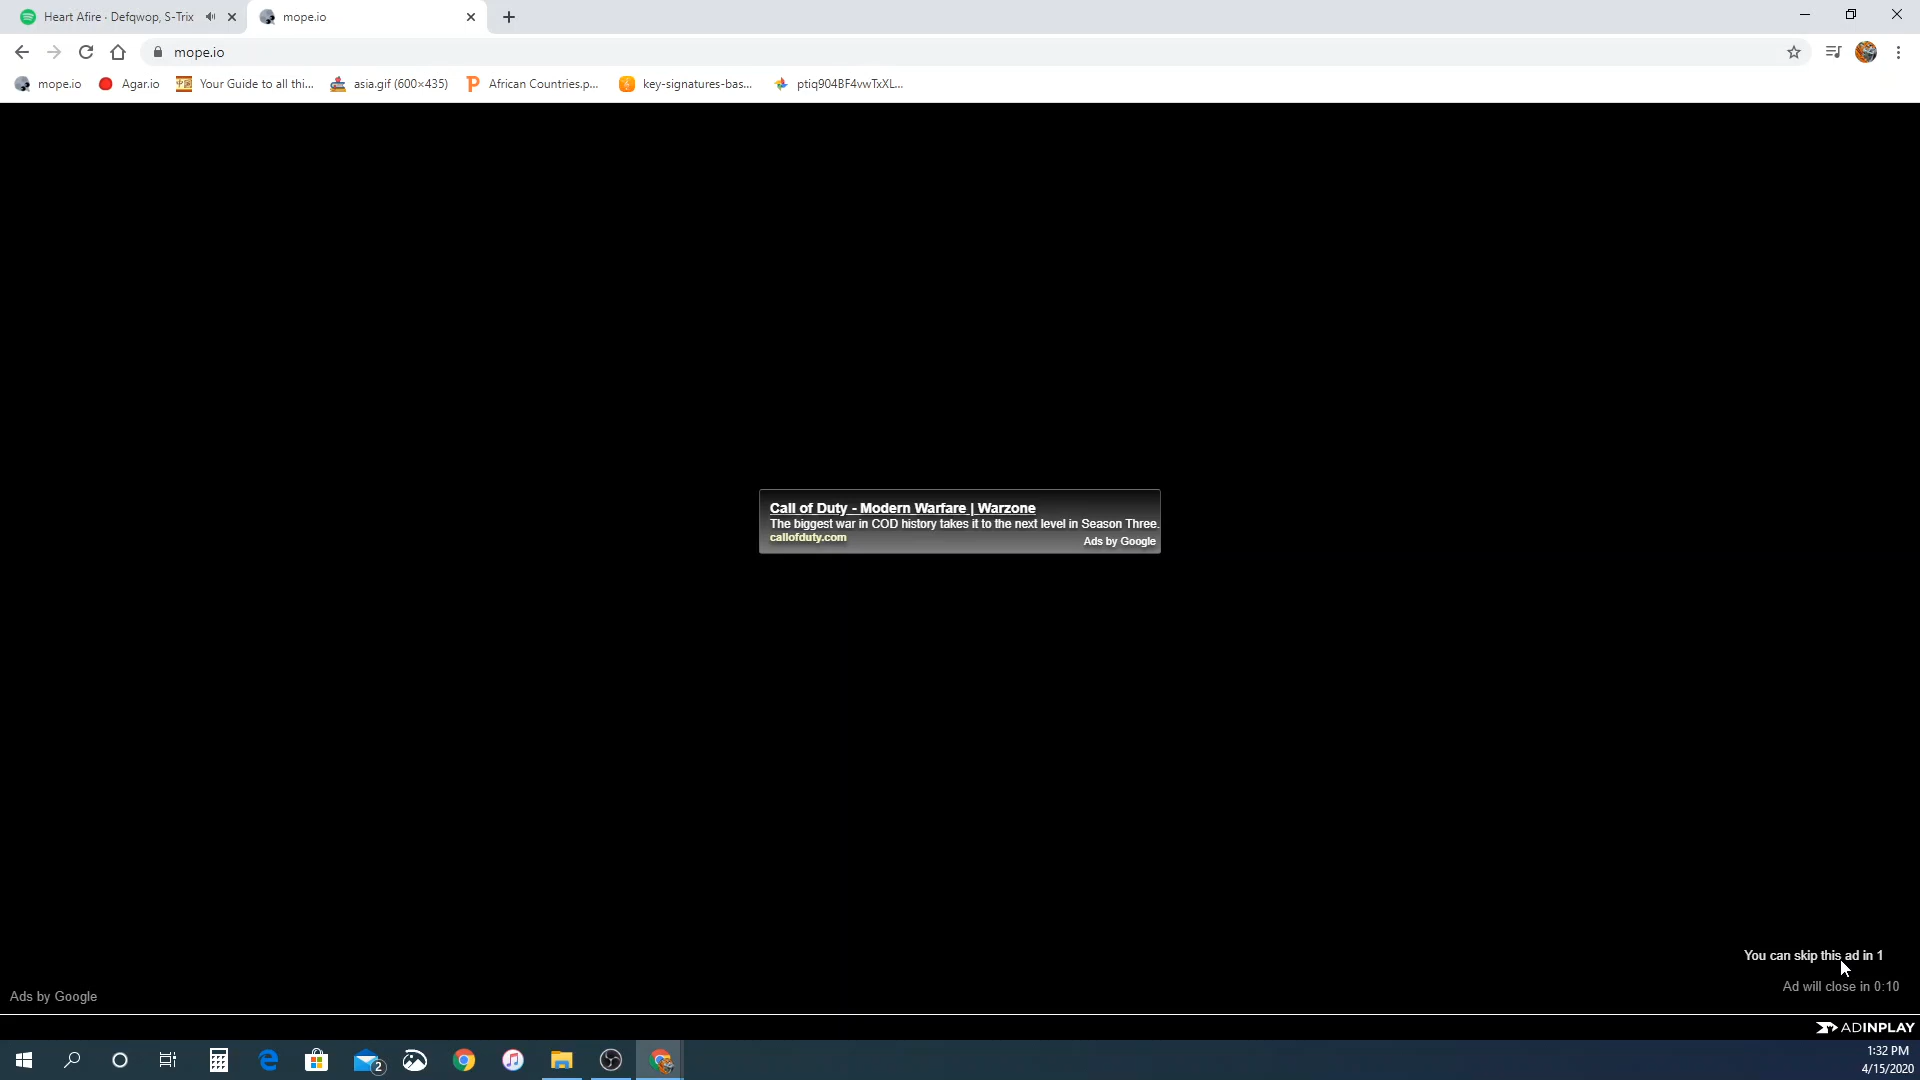 Heart Afire · Defqwop, S-Trix
mope.io
mope.io
mope.io
Agar.io
Your Guide to all thi...
asia.gif (600×435)
African Countries.p...
key-signatures-bas...
ptiq904BF4vwTxXL...
Call of Duty - Modern Warfare | Warzone
The biggest war in COD history takes it to the next level in Season Three.
callofduty.com
Ads by Google
You can skip this ad in 1
Ad will close in 0:10
Ads by Google
ADINPLAY
2
1:32 PM
4/15/2020